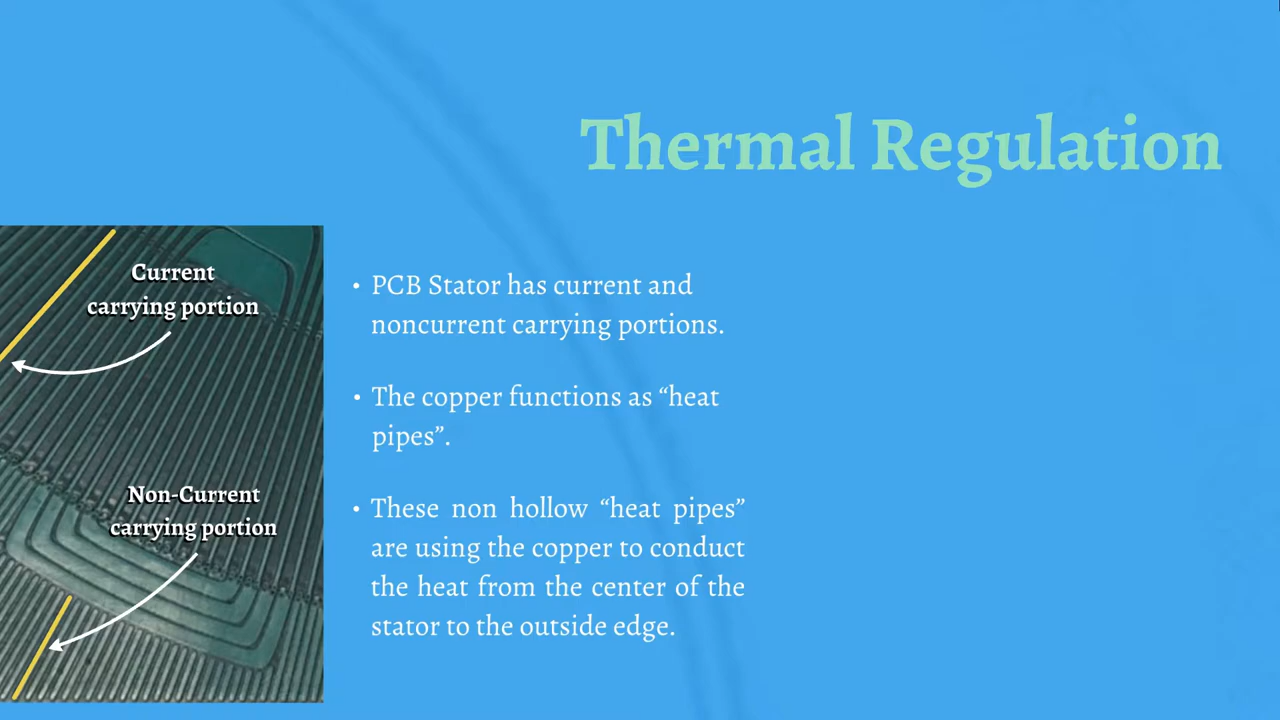 Thermal Regulation
Current
carrying portion
Non-Current
carrying portion
• PCB Stator has current and
noncurrent carrying portions.
• The copper functions as “heat
pipes”.
• These non hollow “heat pipes”
are using the copper to conduct
the heat from the center of the
stator to the outside edge.